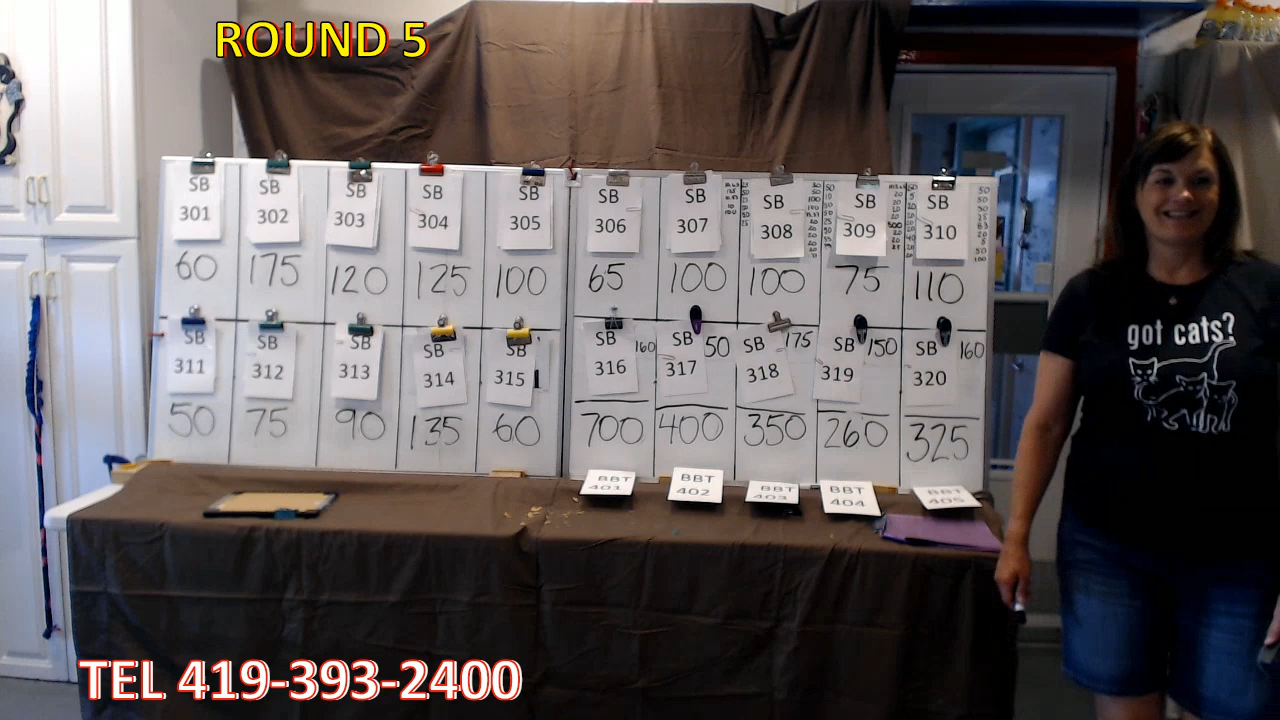 ROUND 5
SB 301 60
SB 302 175
SB 303 120
SB 304 125
SB 305 100
SB 306 65
SB 307 100
SB 308 100
SB 309 75
SB 310 110
SB 311 50
SB 312 75
SB 313 90
SB 314 135
SB 315 60
SB 316 160 700
SB 317 50 400
SB 318 175 350
SB 319 150 260
SB 320 160 325
BBT 401
BBT 402
BBT 403
BBT 404
BBT 405
got cats?
TEL 419-393-2400